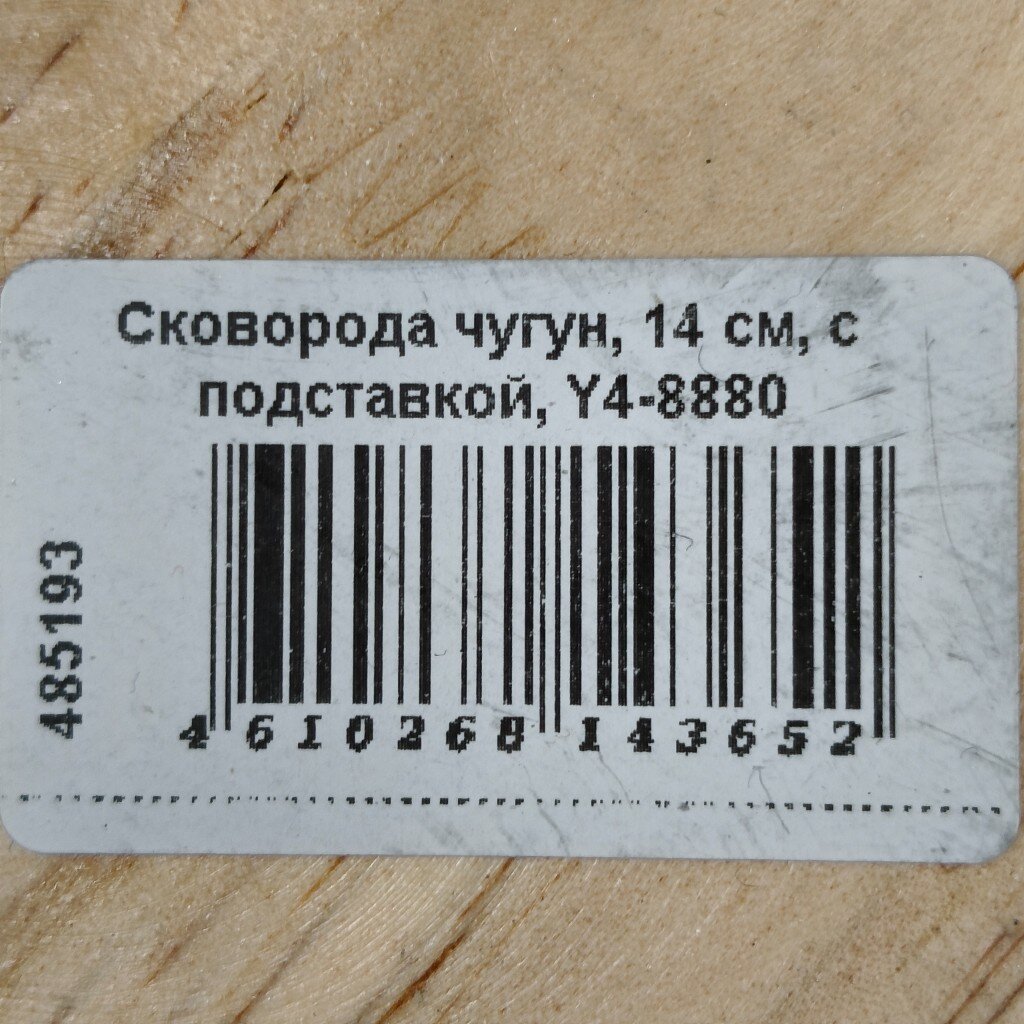 Сковорода чугун, 14 см, с
подставкой, Y4-8880
485193
4 610268 143652